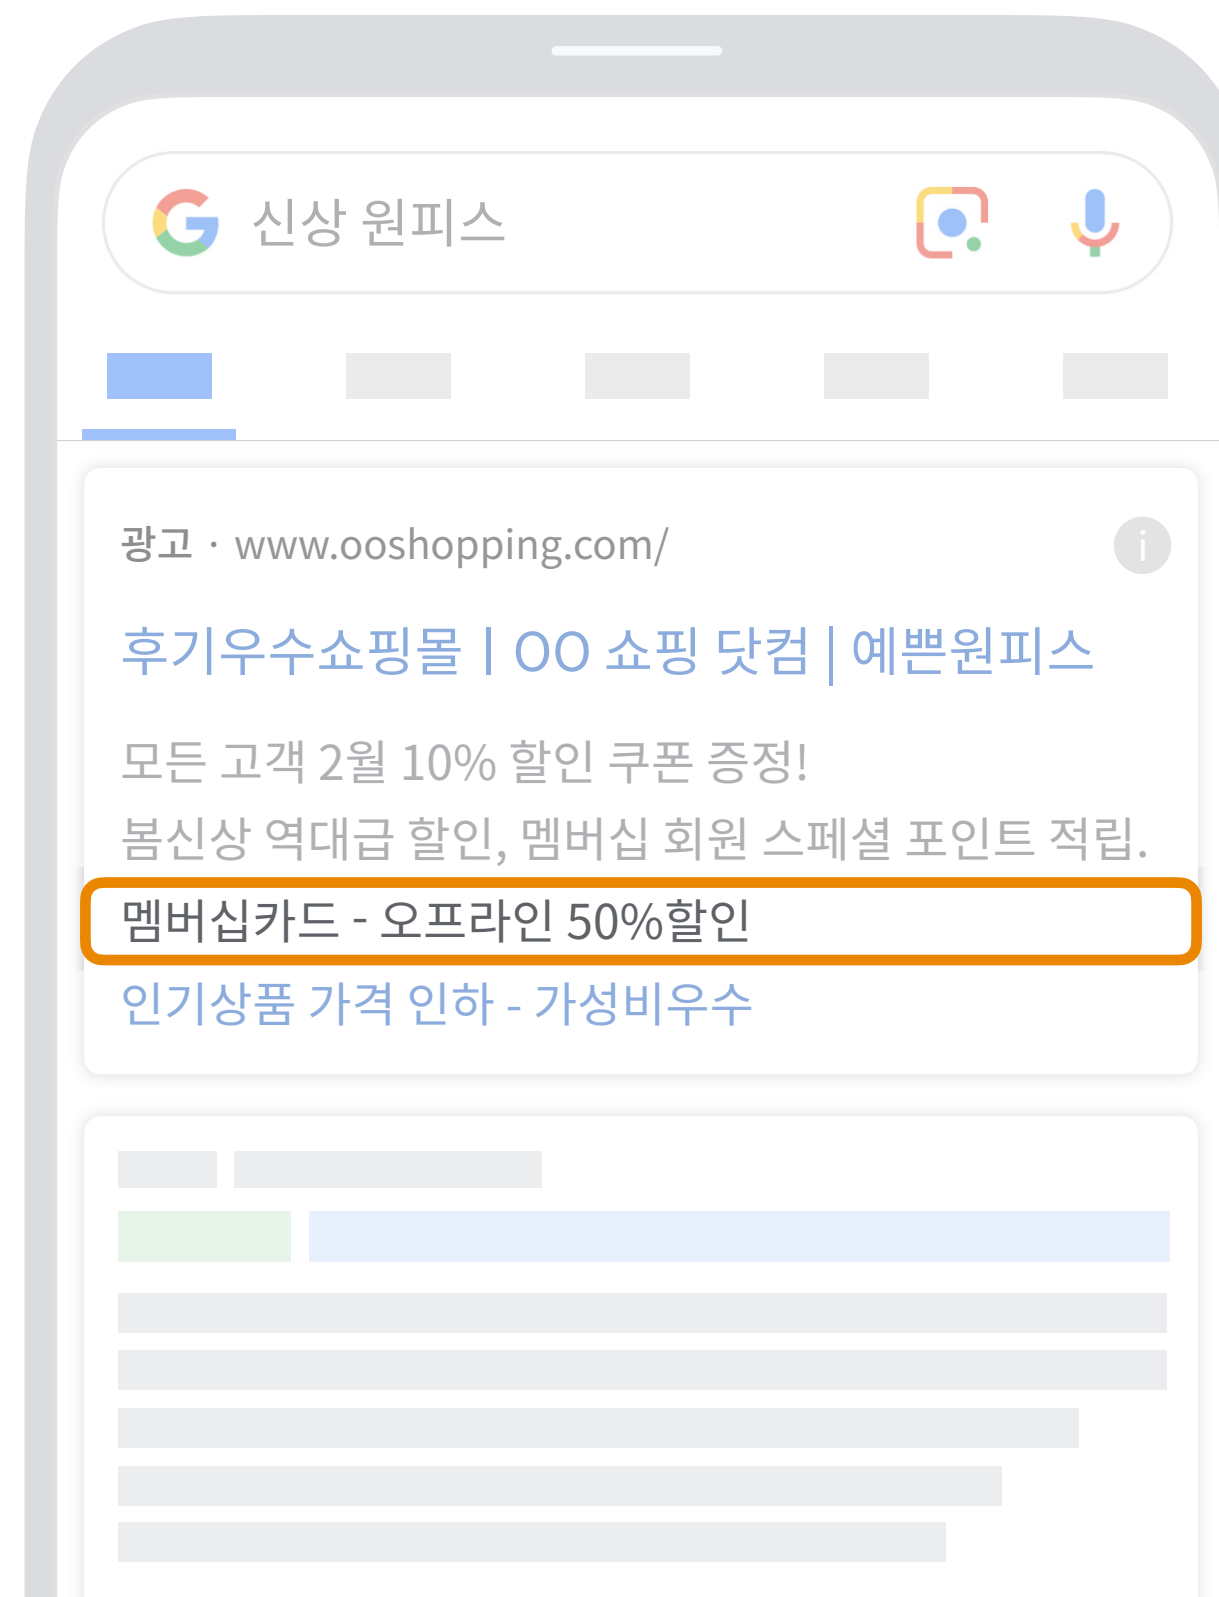 신상 원피스
광고 · www.ooshopping.com/
i
후기우수쇼핑몰ㅣOO 쇼핑 닷컴 | 예쁜원피스
모든 고객 2월 10% 할인 쿠폰 증정!
봄신상 역대급 할인, 멤버십 회원 스페셜 포인트 적립.
멤버십카드 - 오프라인 50%할인
인기상품 가격 인하 - 가성비우수